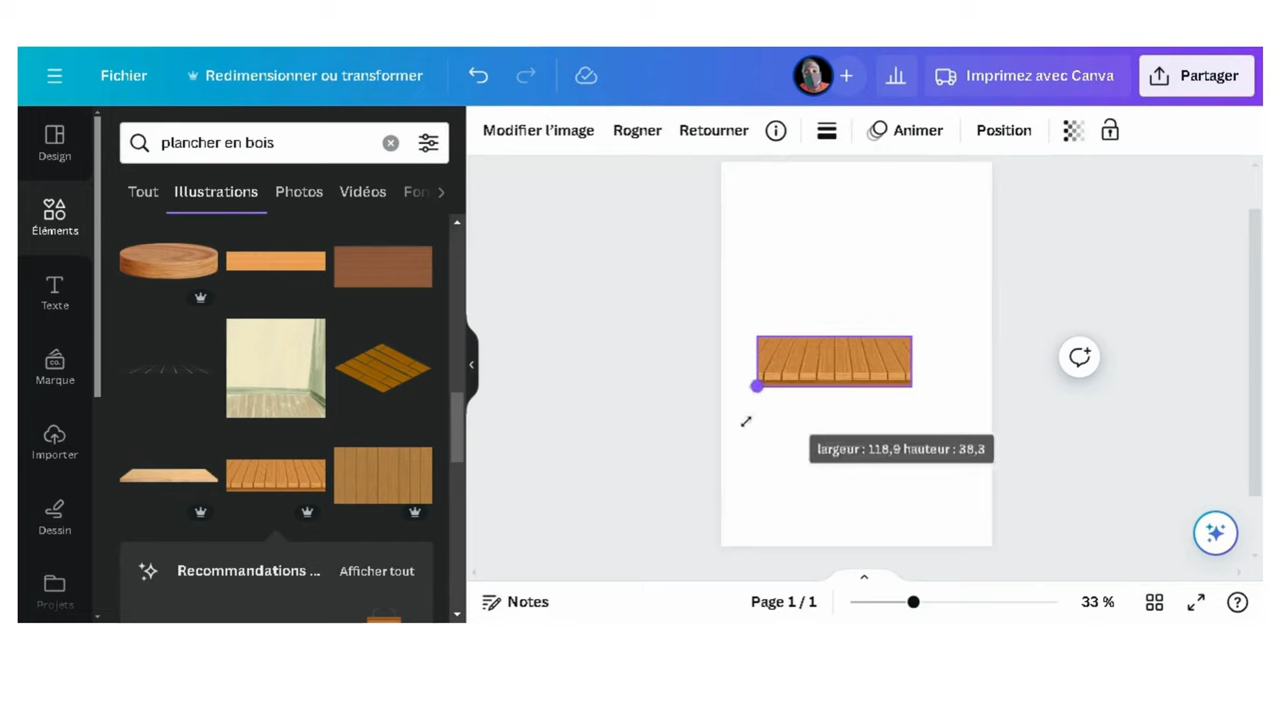 Fichier
Redimensionner ou transformer
Imprimez avec Canva
Partager
Design
Éléments
Texte
Marque
CO.
Importer
Dessin
Projets
plancher en bois
Tout
Illustrations
Photos
Vidéos
Fon
Recommandations ...
Afficher tout
Modifier l'image
Rogner
Retourner
Animer
Position
largeur : 118,9 hauteur : 38,3
Notes
Page 1 / 1
33 %